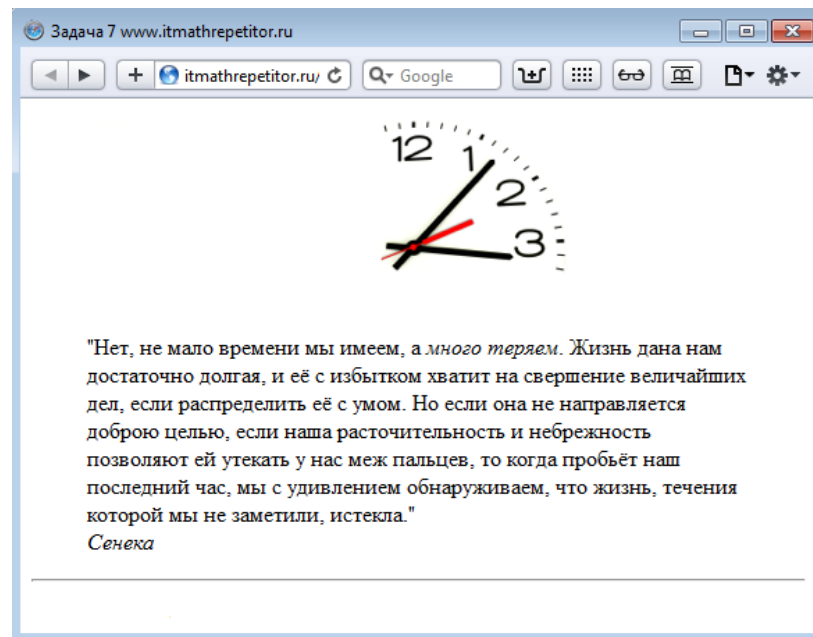 Задача 7 www.itmathrepetitor.ru
itmathrepetitor.ru/
Google
12
1
2
3
"Нет, не мало времени мы имеем, а много теряем. Жизнь дана нам
достаточно долгая, и её с избытком хватит на свершение величайших
дел, если распределить её с умом. Но если она не направляется
доброю целью, если наша расточительность и небрежность
позволяют ей утекать у нас меж пальцев, то когда пробьёт наш
последний час, мы с удивлением обнаруживаем, что жизнь, течения
которой мы не заметили, истекла."
Сенека